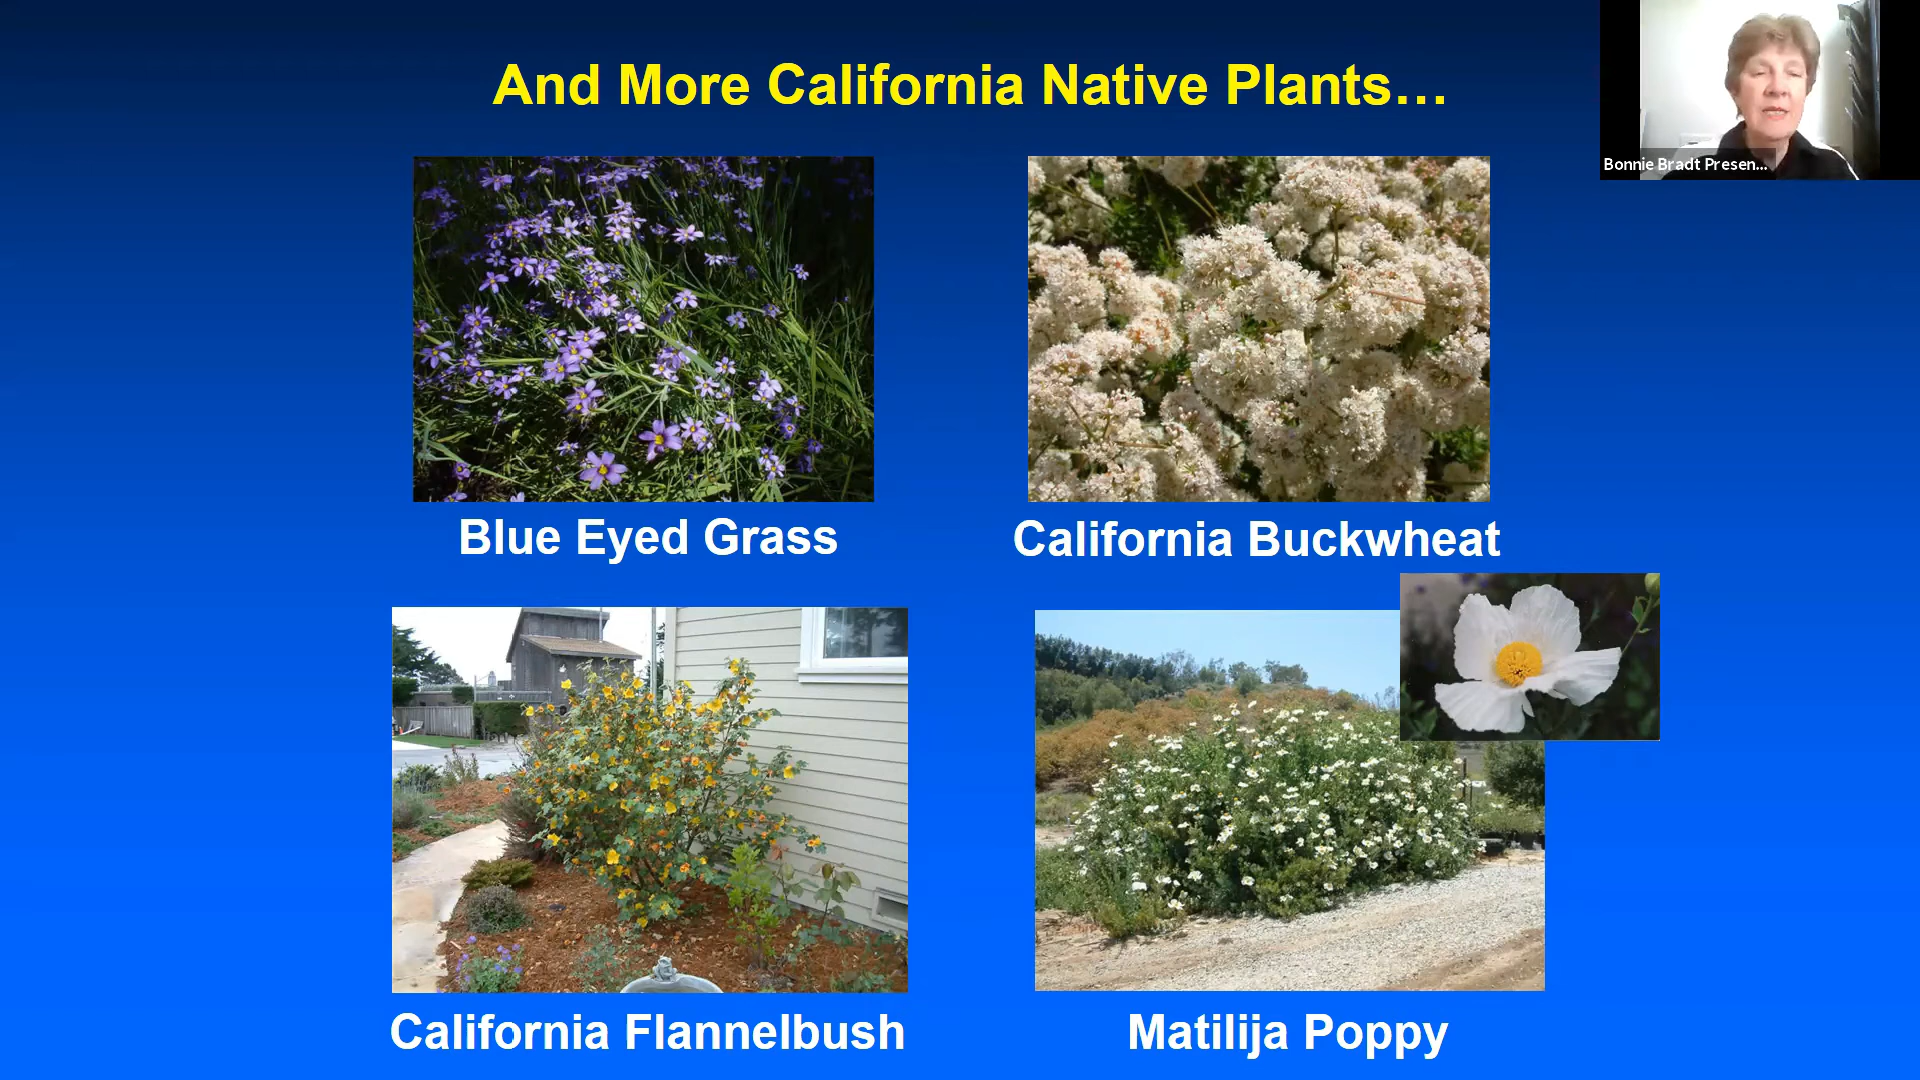 And More California Native Plants…
Bonnie Bradt Presen...
Blue Eyed Grass
California Buckwheat
California Flannelbush
Matilija Poppy